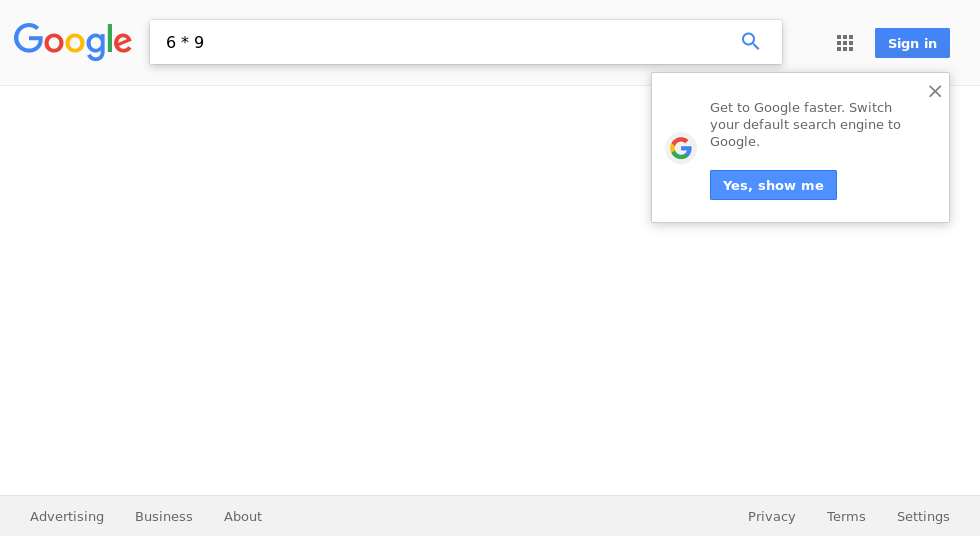 Google
6 * 9
Sign in
Get to Google faster. Switch
your default search engine to
Google.
Yes, show me
Advertising
Business
About
Privacy
Terms
Settings